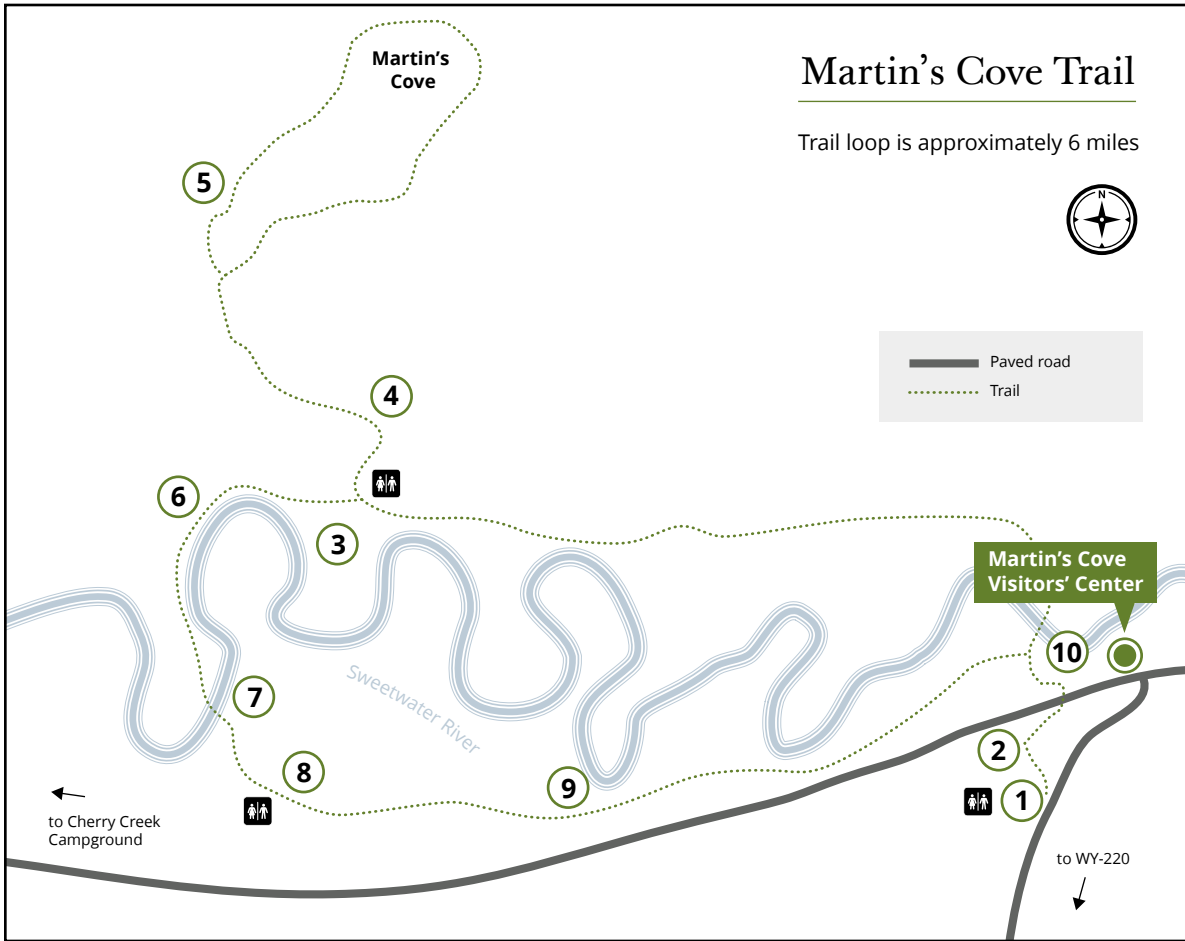 Martin’s Cove Trail
Trail loop is approximately 6 miles
N
Paved road
Trail
Martin’s
Cove
5
4
6
3
Martin’s Cove
Visitors’ Center
10
Sweetwater River
7
2
8
9
1
to Cherry Creek
Campground
to WY-220